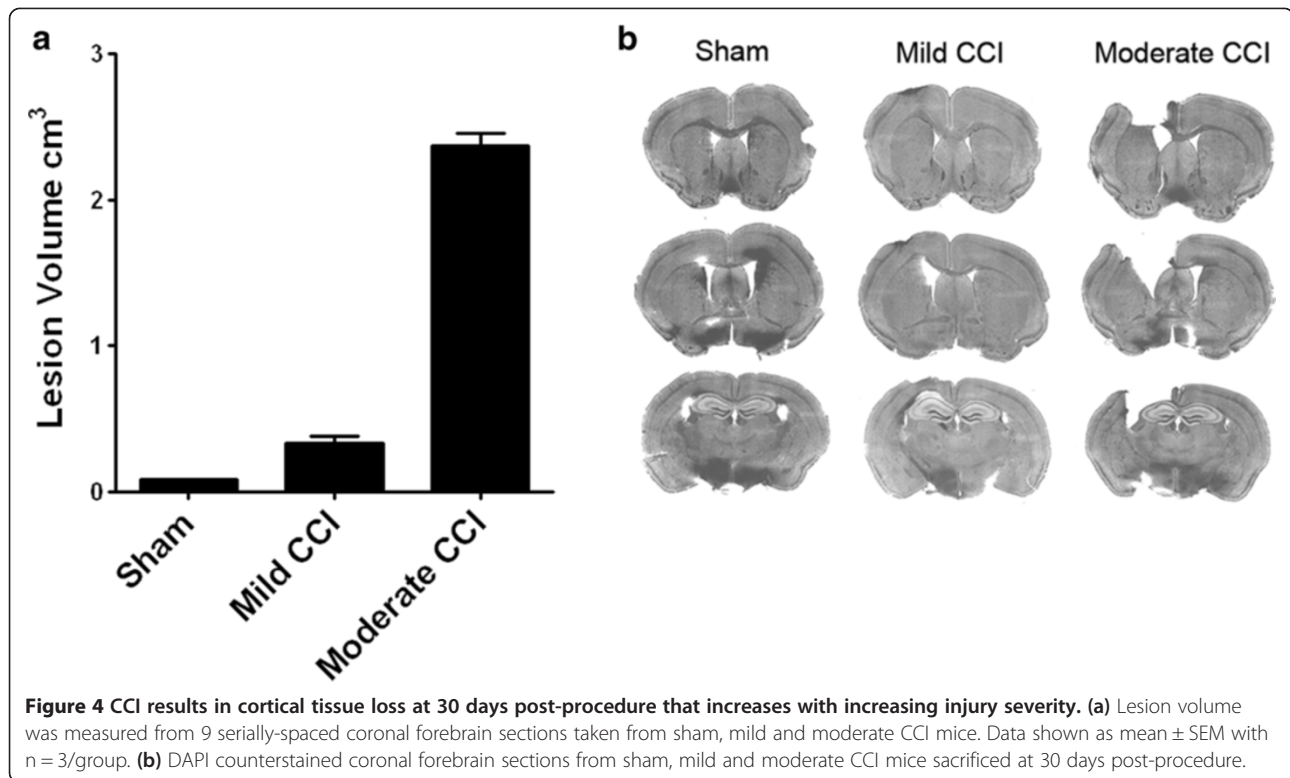 a
3
2
1
0
Lesion Volume cm³
Sham
Mild CCI
Moderate CCI
b
Sham Mild CCI Moderate CCI
Figure 4 CCI results in cortical tissue loss at 30 days post-procedure that increases with increasing injury severity. (a) Lesion volume
was measured from 9 serially-spaced coronal forebrain sections taken from sham, mild and moderate CCI mice. Data shown as mean ± SEM with
n = 3/group. (b) DAPI counterstained coronal forebrain sections from sham, mild and moderate CCI mice sacrificed at 30 days post-procedure.